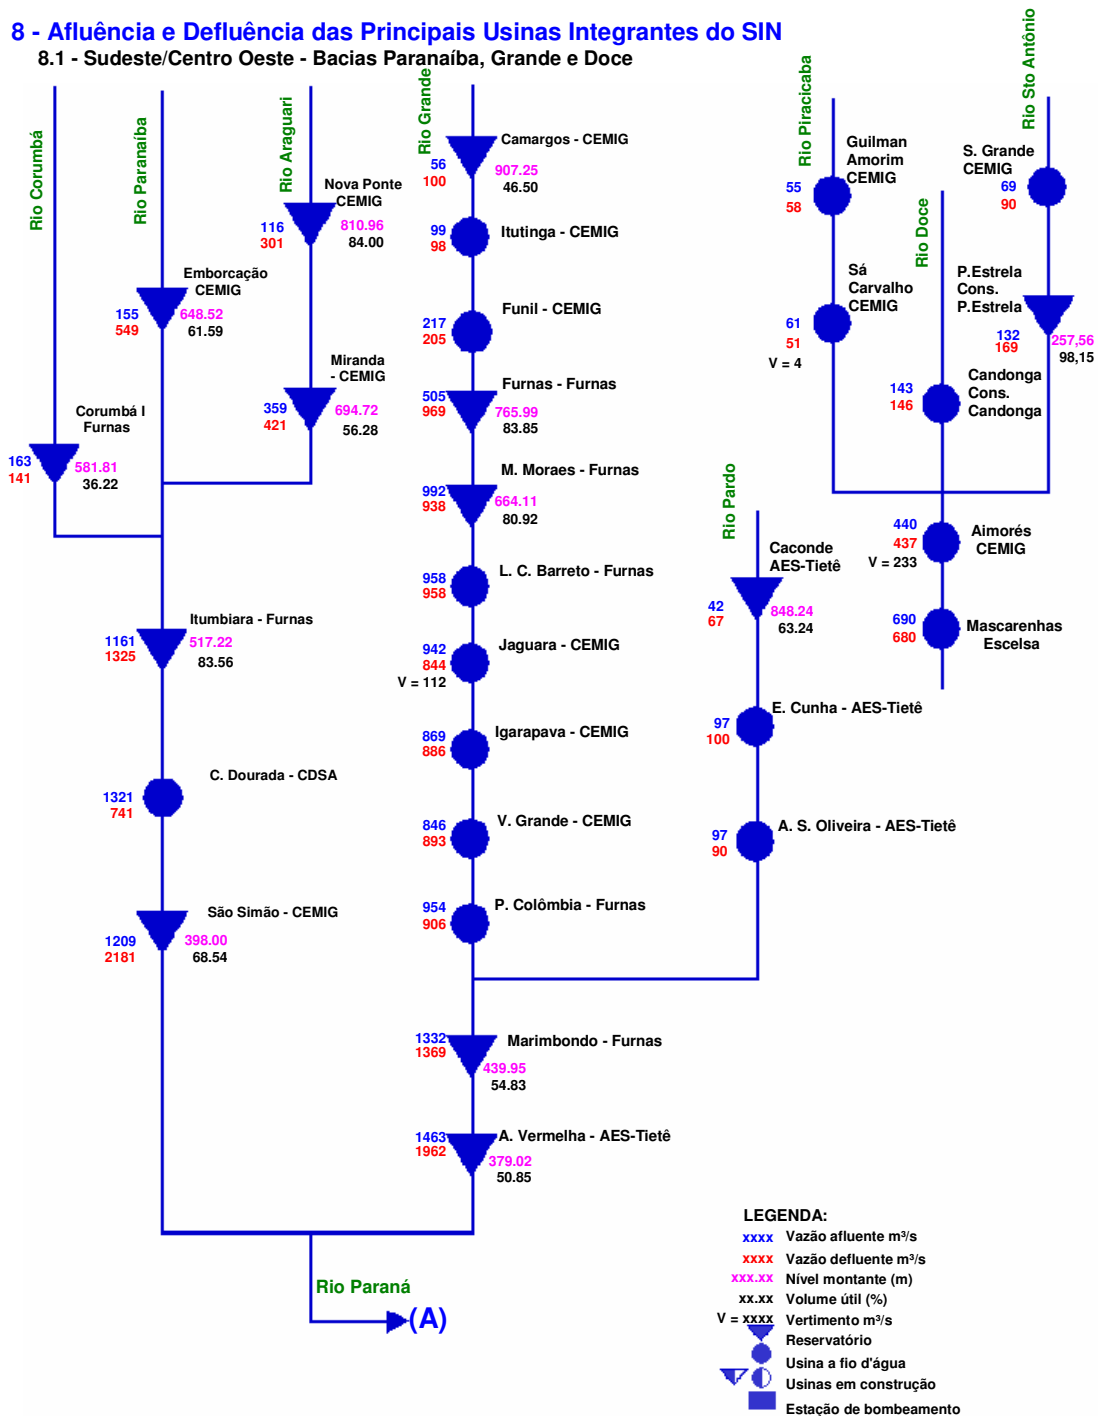 8 - Afluência e Defluência das Principais Usinas Integrantes do SIN
8.1 - Sudeste/Centro Oeste - Bacias Paranaíba, Grande e Doce
Rio Corumbá
Corumbá I
Furnas
163
141
581.81
36.22
Rio Paranaíba
Emborcação
CEMIG
155
549
648.52
61.59
Rio Araguari
Nova Ponte
CEMIG
116
301
810.96
84.00
Miranda
- CEMIG
359
421
694.72
56.28
Itumbiara - Furnas
1161
1325
517.22
83.56
C. Dourada - CDSA
1321
741
São Simão - CEMIG
1209
2181
398.00
68.54
Rio Grande
Camargos - CEMIG
56
100
907.25
46.50
Itutinga - CEMIG
99
98
Funil - CEMIG
217
205
Furnas - Furnas
505
969
765.99
83.85
M. Moraes - Furnas
992
938
664.11
80.92
L. C. Barreto - Furnas
958
958
Jaguara - CEMIG
942
844
V = 112
Igarapava - CEMIG
869
886
V. Grande - CEMIG
846
893
P. Colômbia - Furnas
954
906
Rio Pardo
Caconde
AES-Tietê
42
67
848.24
63.24
E. Cunha - AES-Tietê
97
100
A. S. Oliveira - AES-Tietê
97
90
Marimbondo - Furnas
1332
1369
439.95
54.83
A. Vermelha - AES-Tietê
1463
1962
379.02
50.85
Rio Paraná
(A)
Rio Piracicaba
Guilman
Amorim
CEMIG
55
58
Sá
Carvalho
CEMIG
61
51
V = 4
Rio Doce
Candonga
Cons.
Candonga
143
146
Rio Sto Antônio
S. Grande
CEMIG
69
90
P.Estrela
Cons.
P.Estrela
132
169
257,56
98,15
Aimorés
CEMIG
440
437
V = 233
Mascarenhas
Escelsa
690
680
LEGENDA:
xxxx Vazão afluente m³/s
xxxx Vazão defluente m³/s
xxx.xx Nível montante (m)
xx.xx Volume útil (%)
V = xxxx Vertimento m³/s
Reservatório
Usina a fio d'água
Usinas em construção
Estação de bombeamento